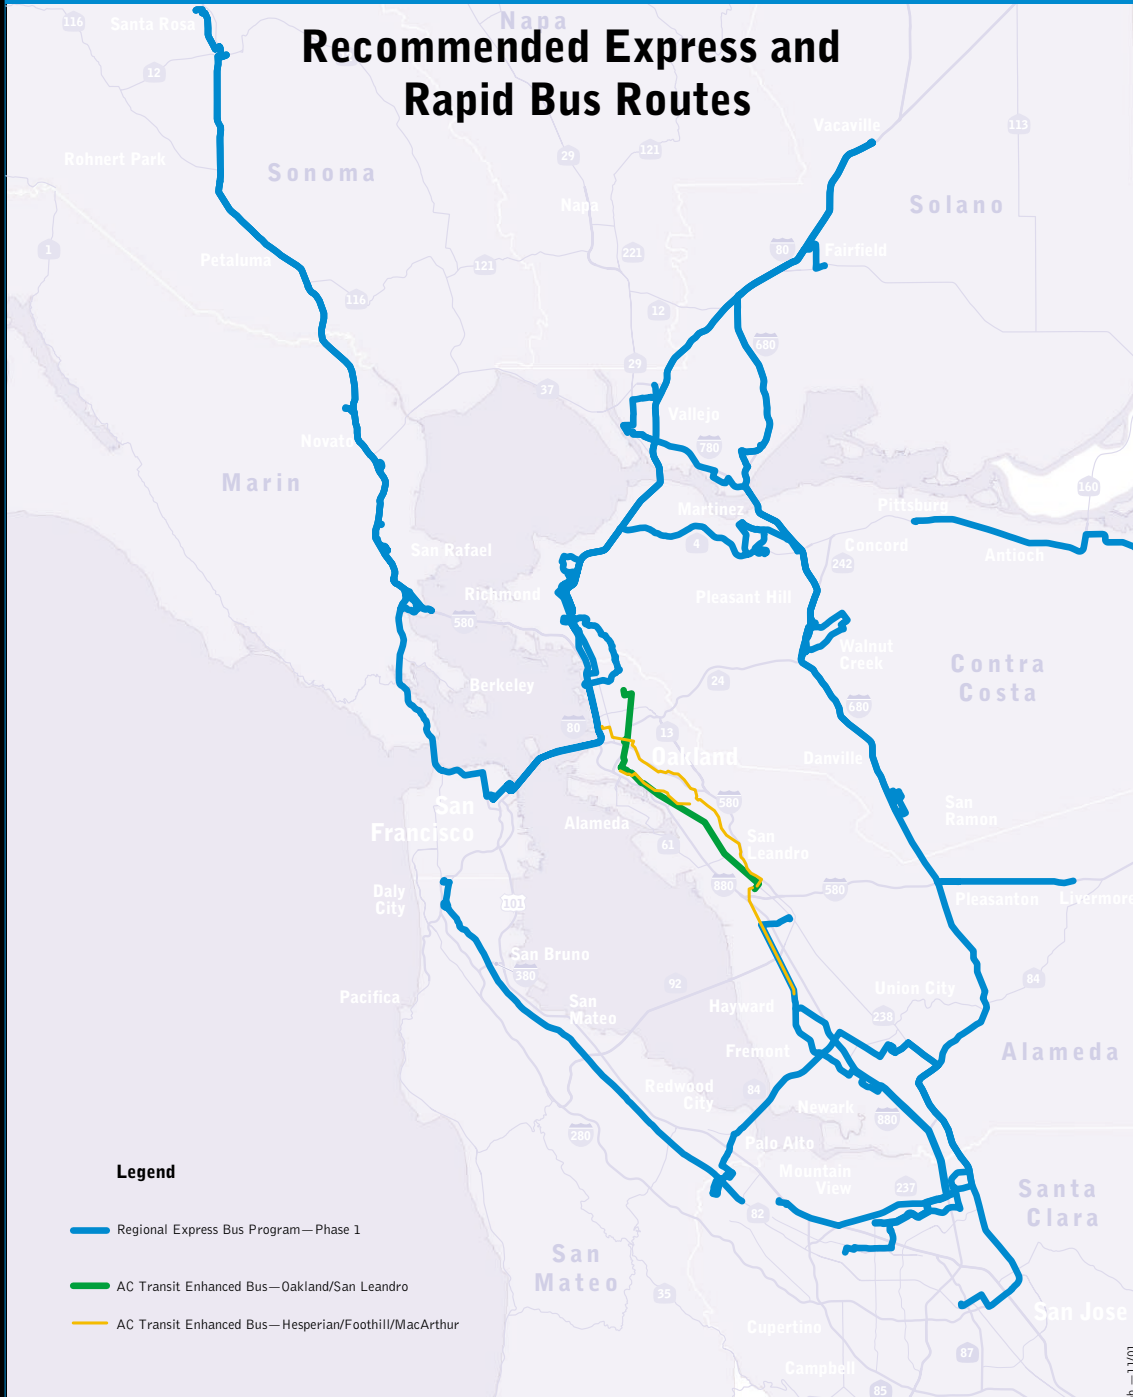 116
Santa Rosa
Napa
Recommended Express and
Rapid Bus Routes
12
Vacaville
113
29
121
Rohnert Park
Sonoma
Napa
Solano
1
Petaluma
121
221
80
Fairfield
116
12
680
29
37
Vallejo
Novato
780
Marin
160
Martinez
Pittsburg
San Rafael
4
Concord
242
Antioch
Richmond
Pleasant Hill
580
Walnut
Creek
Contra
Costa
Berkeley
24
680
80
13
Oakland
Danville
San
Francisco
580
San
Ramon
Alameda
61
San
Leandro
Daly
City
101
880
580
Pleasanton
Livermore
San Bruno
380
84
92
Pacifica
San
Mateo
Hayward
Union City
238
Fremont
Alameda
Redwood
City
84
Newark
880
280
Palo Alto
Mountain
View
237
Legend
Santa
Clara
82
Regional Express Bus Program—Phase 1
San
Mateo
AC Transit Enhanced Bus—Oakland/San Leandro
35
San Jose
AC Transit Enhanced Bus—Hesperian/Foothill/MacArthur
Cupertino
87
Campbell
85